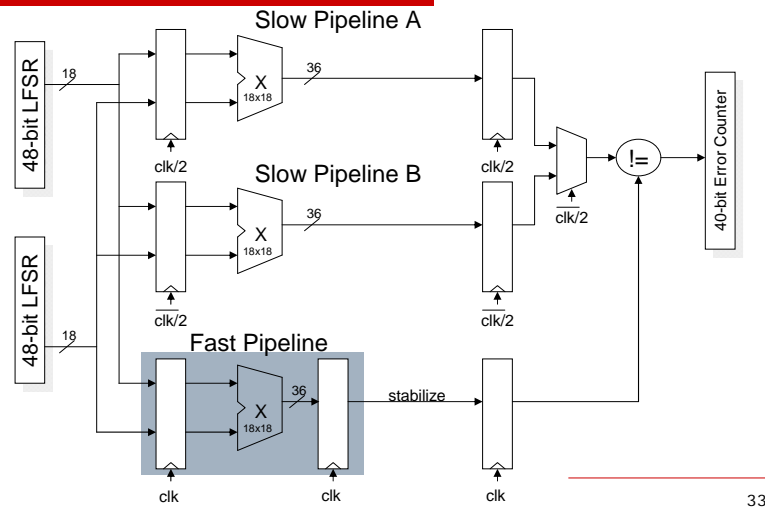 Slow Pipeline A
48-bit LFSR
18
X
18x18
36
clk/2
clk/2
40-bit Error Counter
!=
Slow Pipeline B
X
18x18
36
clk/2
clk/2
clk/2
48-bit LFSR
18
Fast Pipeline
X
18x18
36
stabilize
clk
clk
clk
33